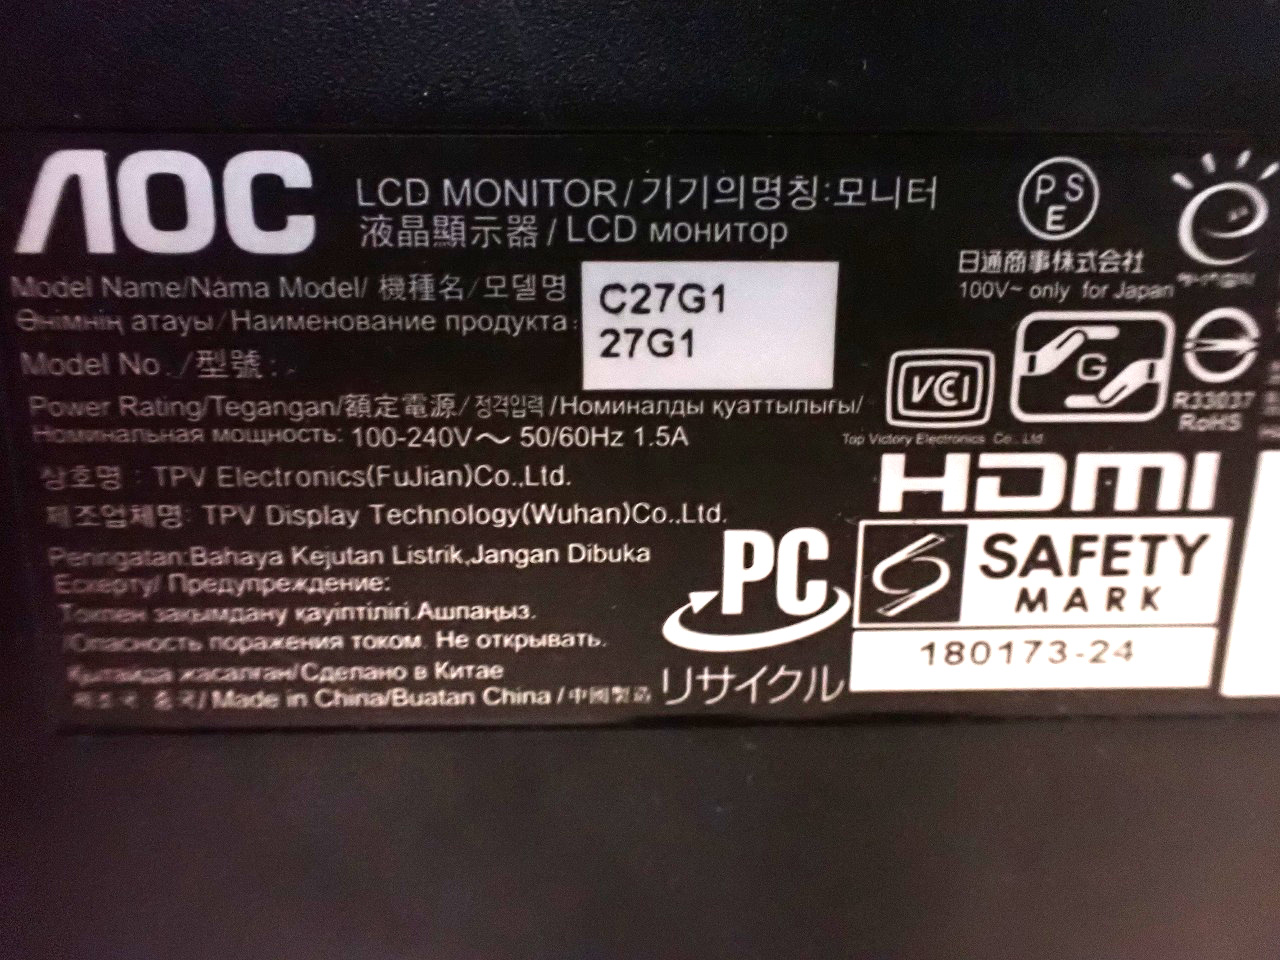 AOC
LCD MONITOR/기기의명칭:모니터
液晶顯示器/LCD монитор
Model Name/Nama Model/機種名/모델명
Өнімнің атауы/Наименование продукта:
Model No./型號:
C27G1
27G1
Power Rating/Tegangan/額定電源/정격입력/Номиналды қуаттылығы/
Номинальная мощность: 100-240V~ 50/60Hz 1.5A
상호명 : TPV Electronics(FuJian)Co.,Ltd.
제조업체명: TPV Display Technology(Wuhan)Co.,Ltd.
Peringatan:Bahaya Kejutan Listrik,Jangan Dibuka
Ескерту/ Предупреждение:
Токпен зақымдану қауіптілігі.Ашпаңыз.
/Опасность поражения током. Не открывать.
Қытайда жасалған/Сделано в Китае
/Made in China/Buatan China/中國製造
PSE
日通商事株式会社
100V~ only for Japan
VCCI
Top Victory Electronics Co., Ltd
G
R33037
RoHS
HDMI
PC
リサイクル
SAFETY
MARK
180173-24